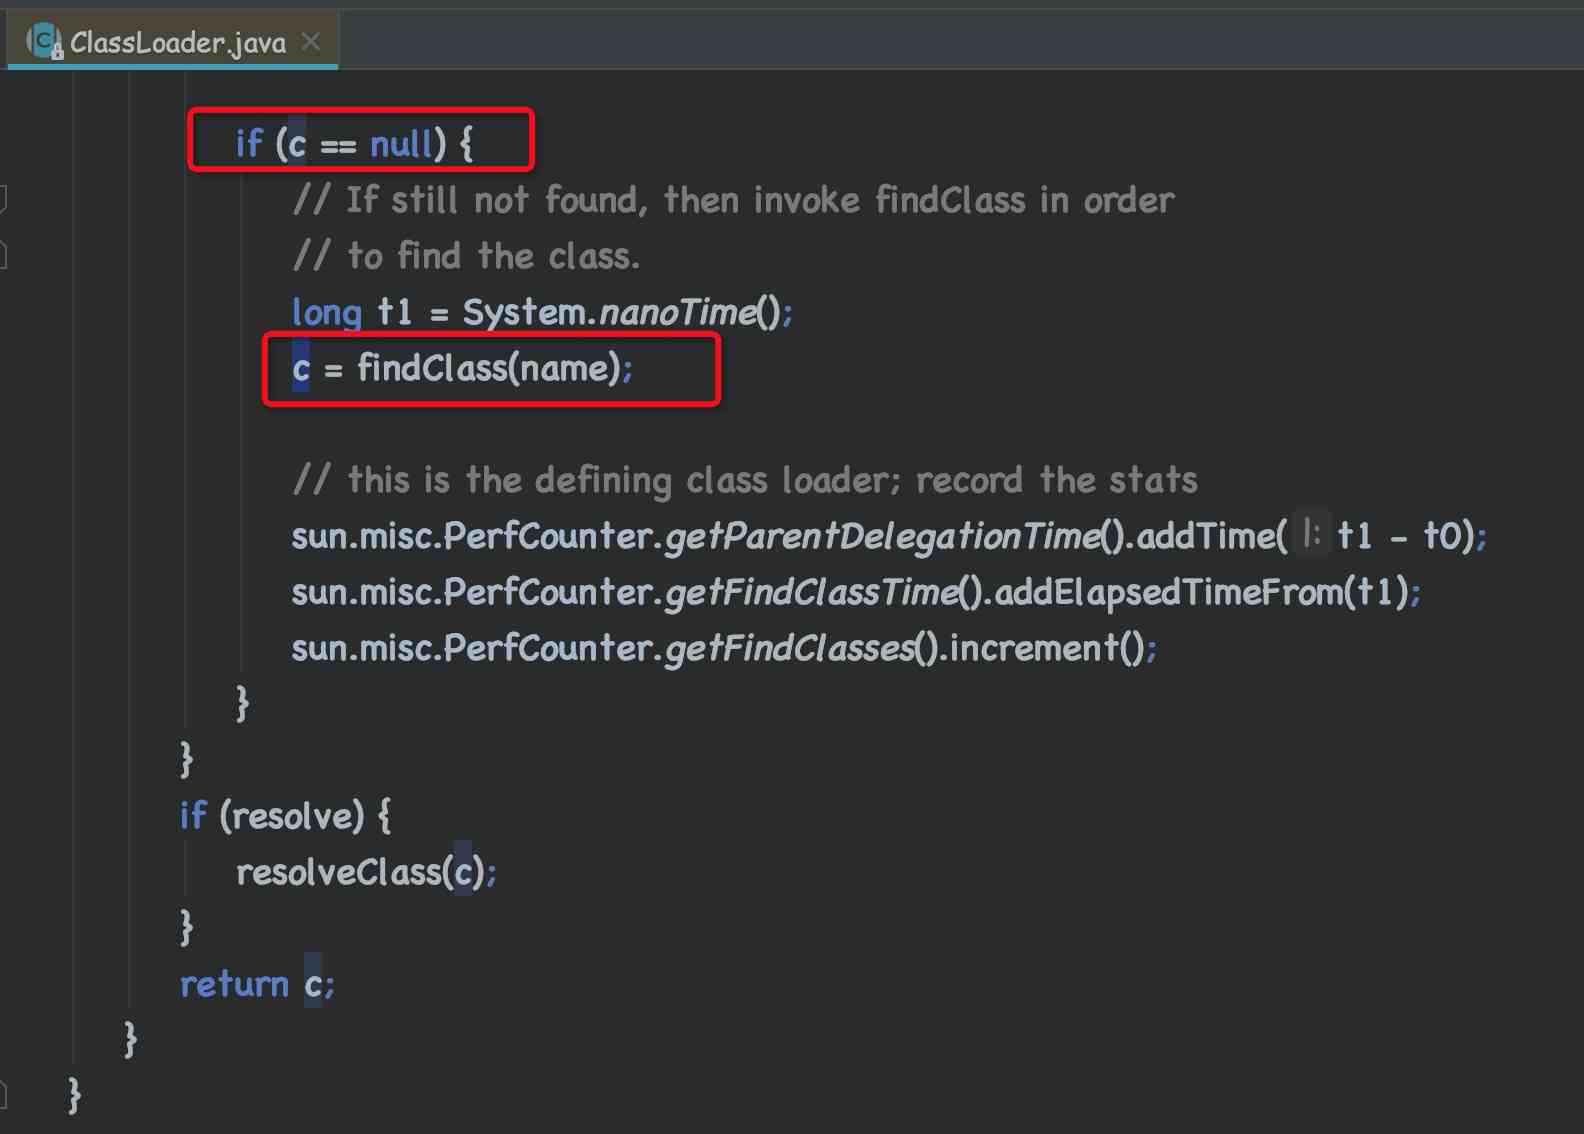 ClassLoader.java
if (c == null) {
// If still not found, then invoke findClass in order
// to find the class.
long t1 = System.nanoTime();
c = findClass(name);
// this is the defining class loader; record the stats
sun.misc.PerfCounter.getParentDelegationTime().addTime( l: t1 - t0);
sun.misc.PerfCounter.getFindClassTime().addElapsedTimeFrom(t1);
sun.misc.PerfCounter.getFindClasses().increment();
}
}
if (resolve) {
resolveClass(c);
}
return c;
}
}